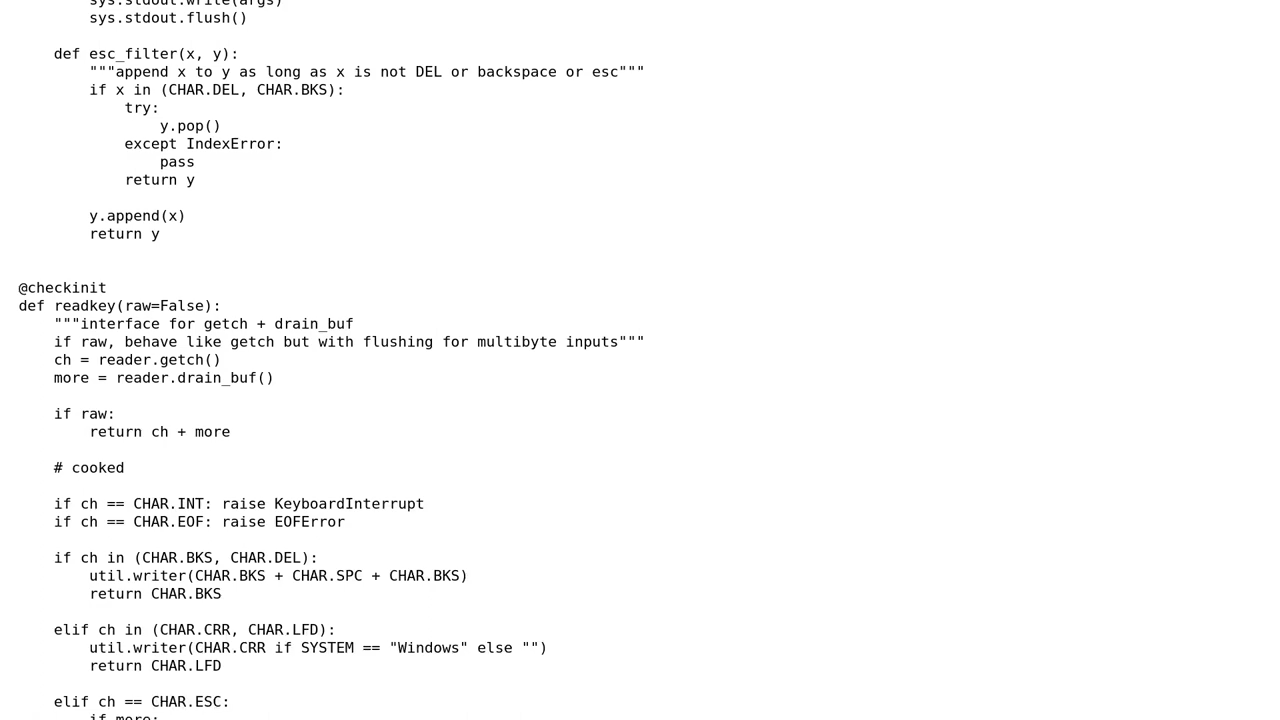 sys.stdout.write(args)
        sys.stdout.flush()

    def esc_filter(x, y):
        """append x to y as long as x is not DEL or backspace or esc"""
        if x in (CHAR.DEL, CHAR.BKS):
            try:
                y.pop()
            except IndexError:
                pass
            return y

        y.append(x)
        return y


@checkinit
def readkey(raw=False):
    """interface for getch + drain_buf
    if raw, behave like getch but with flushing for multibyte inputs"""
    ch = reader.getch()
    more = reader.drain_buf()

    if raw:
        return ch + more

    # cooked

    if ch == CHAR.INT: raise KeyboardInterrupt
    if ch == CHAR.EOF: raise EOFError

    if ch in (CHAR.BKS, CHAR.DEL):
        util.writer(CHAR.BKS + CHAR.SPC + CHAR.BKS)
        return CHAR.BKS

    elif ch in (CHAR.CRR, CHAR.LFD):
        util.writer(CHAR.CRR if SYSTEM == "Windows" else "")
        return CHAR.LFD

    elif ch == CHAR.ESC:
        if more: